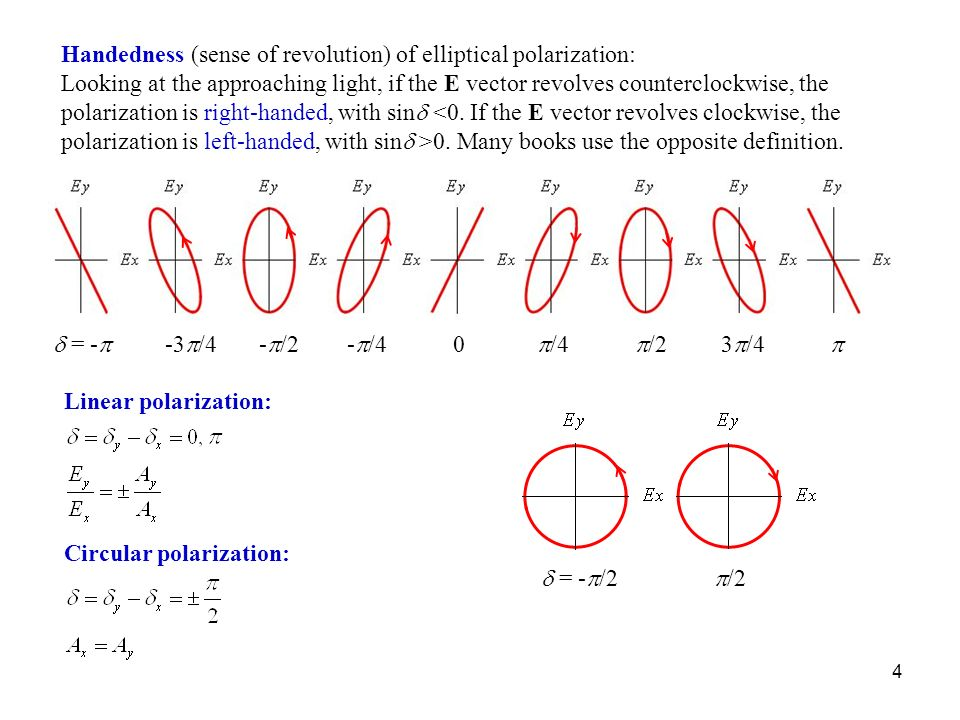 Handedness (sense of revolution) of elliptical polarization:
Looking at the approaching light, if the E vector revolves counterclockwise, the
polarization is right-handed, with sinδ <0. If the E vector revolves clockwise, the
polarization is left-handed, with sinδ >0. Many books use the opposite definition.
Ey Ey Ey Ey Ey Ey Ey Ey Ey
Ex Ex Ex Ex Ex Ex Ex Ex Ex
δ = -π -3π/4 -π/2 -π/4 0 π/4 π/2 3π/4 π
Linear polarization:
δ = δy − δx = 0, π
Ey/Ex = ± Ay/Ax
Ey Ey
Ex Ex
Circular polarization:
δ = δy − δx = ± π/2
δ = -π/2 π/2
Ax = Ay
4